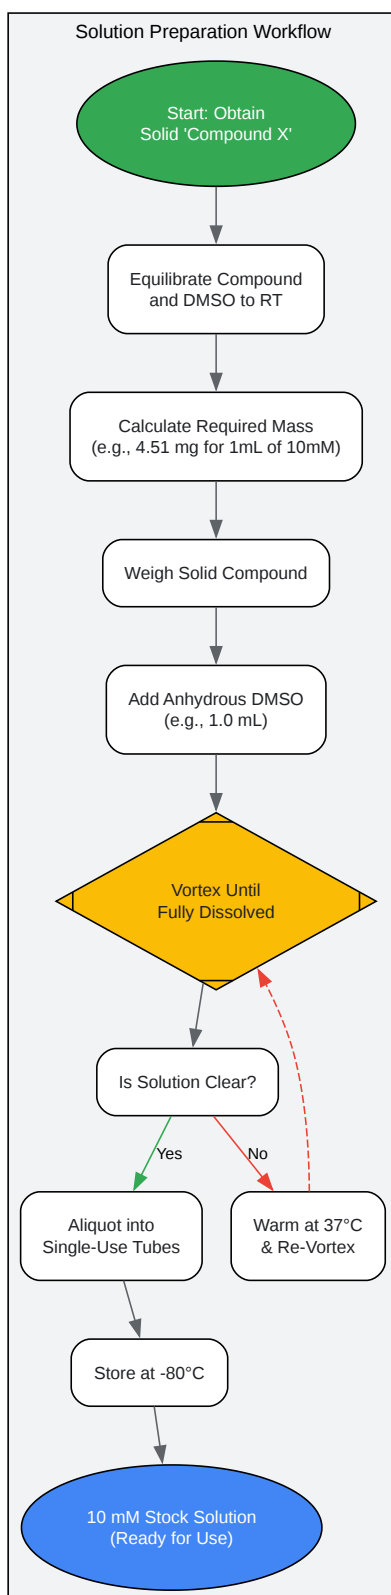 Solution Preparation Workflow
Start: Obtain
Solid 'Compound X'
Equilibrate Compound
and DMSO to RT
Calculate Required Mass
(e.g., 4.51 mg for 1mL of 10mM)
Weigh Solid Compound
Add Anhydrous DMSO
(e.g., 1.0 mL)
Vortex Until
Fully Dissolved
Is Solution Clear?
Yes
No
Aliquot into
Single-Use Tubes
Warm at 37°C
& Re-Vortex
Store at -80°C
10 mM Stock Solution
(Ready for Use)